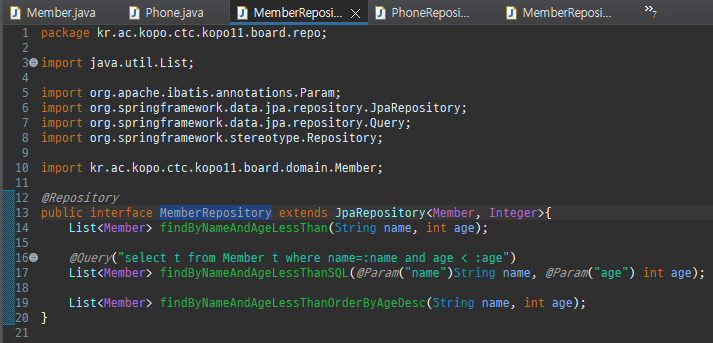 Member.java Phone.java MemberReposi... PhoneReposi... MemberReposi... »7
1 package kr.ac.kopo.ctc.kopo11.board.repo;
2
3 import java.util.List;
4
5 import org.apache.ibatis.annotations.Param;
6 import org.springframework.data.jpa.repository.JpaRepository;
7 import org.springframework.data.jpa.repository.Query;
8 import org.springframework.stereotype.Repository;
9
10 import kr.ac.kopo.ctc.kopo11.board.domain.Member;
11
12 @Repository
13 public interface MemberRepository extends JpaRepository<Member, Integer>{
14     List<Member> findByNameAndAgeLessThan(String name, int age);
15
16     @Query("select t from Member t where name=:name and age < :age")
17     List<Member> findByNameAndAgeLessThanSQL(@Param("name")String name, @Param("age") int age);
18
19     List<Member> findByNameAndAgeLessThanOrderByAgeDesc(String name, int age);
20 }
21